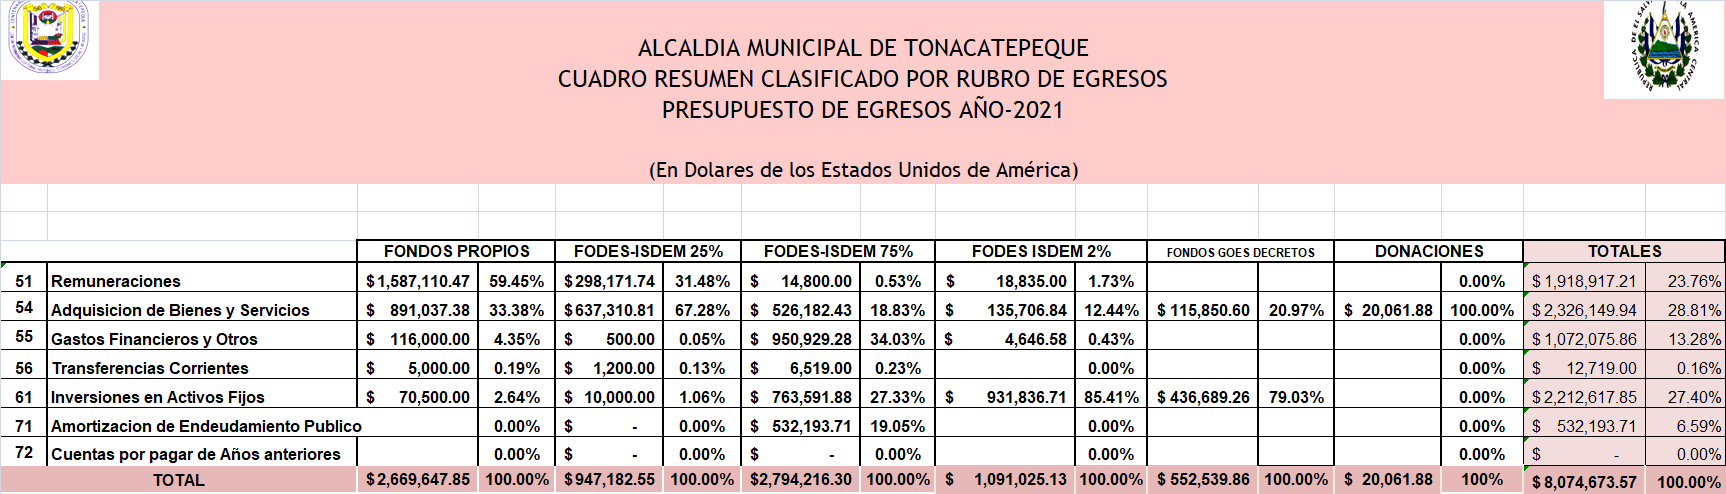 ALCALDIA MUNICIPAL DE TONACATEPEQUE
CUADRO RESUMEN CLASIFICADO POR RUBRO DE EGRESOS
PRESUPUESTO DE EGRESOS AÑO-2021
(En Dolares de los Estados Unidos de América)
FONDOS PROPIOS FODES-ISDEM 25% FODES-ISDEM 75% FODES ISDEM 2% FONDOS GOES DECRETOS DONACIONES TOTALES
51 Remuneraciones $1,587,110.47 59.45% $298,171.74 31.48% $ 14,800.00 0.53% $ 18,835.00 1.73% 0.00% $1,918,917.21 23.76%
54 Adquisicion de Bienes y Servicios $ 891,037.38 33.38% $637,310.81 67.28% $ 526,182.43 18.83% $ 135,706.84 12.44% $ 115,850.60 20.97% $ 20,061.88 100.00% $2,326,149.94 28.81%
55 Gastos Financieros y Otros $ 116,000.00 4.35% $ 500.00 0.05% $ 950,929.28 34.03% $ 4,646.58 0.43% 0.00% $1,072,075.86 13.28%
56 Transferencias Corrientes $ 5,000.00 0.19% $ 1,200.00 0.13% $ 6,519.00 0.23% 0.00% 0.00% $ 12,719.00 0.16%
61 Inversiones en Activos Fijos $ 70,500.00 2.64% $ 10,000.00 1.06% $ 763,591.88 27.33% $ 931,836.71 85.41% $ 436,689.26 79.03% 0.00% $2,212,617.85 27.40%
71 Amortizacion de Endeudamiento Publico 0.00% $ - 0.00% $ 532,193.71 19.05% 0.00% 0.00% $ 532,193.71 6.59%
72 Cuentas por pagar de Años anteriores 0.00% $ - 0.00% $ - 0.00% 0.00% 0.00% $ - 0.00%
TOTAL $2,669,647.85 100.00% $947,182.55 100.00% $2,794,216.30 100.00% $ 1,091,025.13 100.00% $ 552,539.86 100.00% $ 20,061.88 100% $8,074,673.57 100.00%